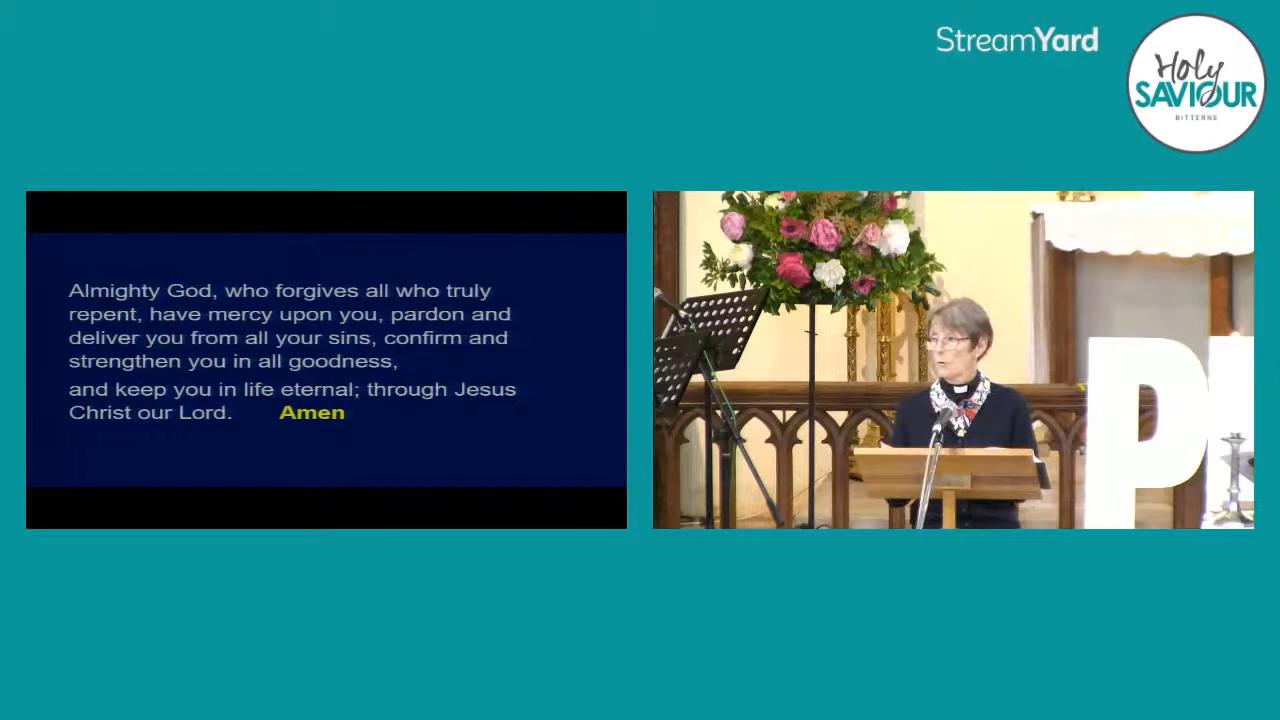 StreamYard
Holy
SAVIOUR
BITTERNE
Almighty God, who forgives all who truly
repent, have mercy upon you, pardon and
deliver you from all your sins, confirm and
strengthen you in all goodness,
and keep you in life eternal; through Jesus
Christ our Lord. Amen
P